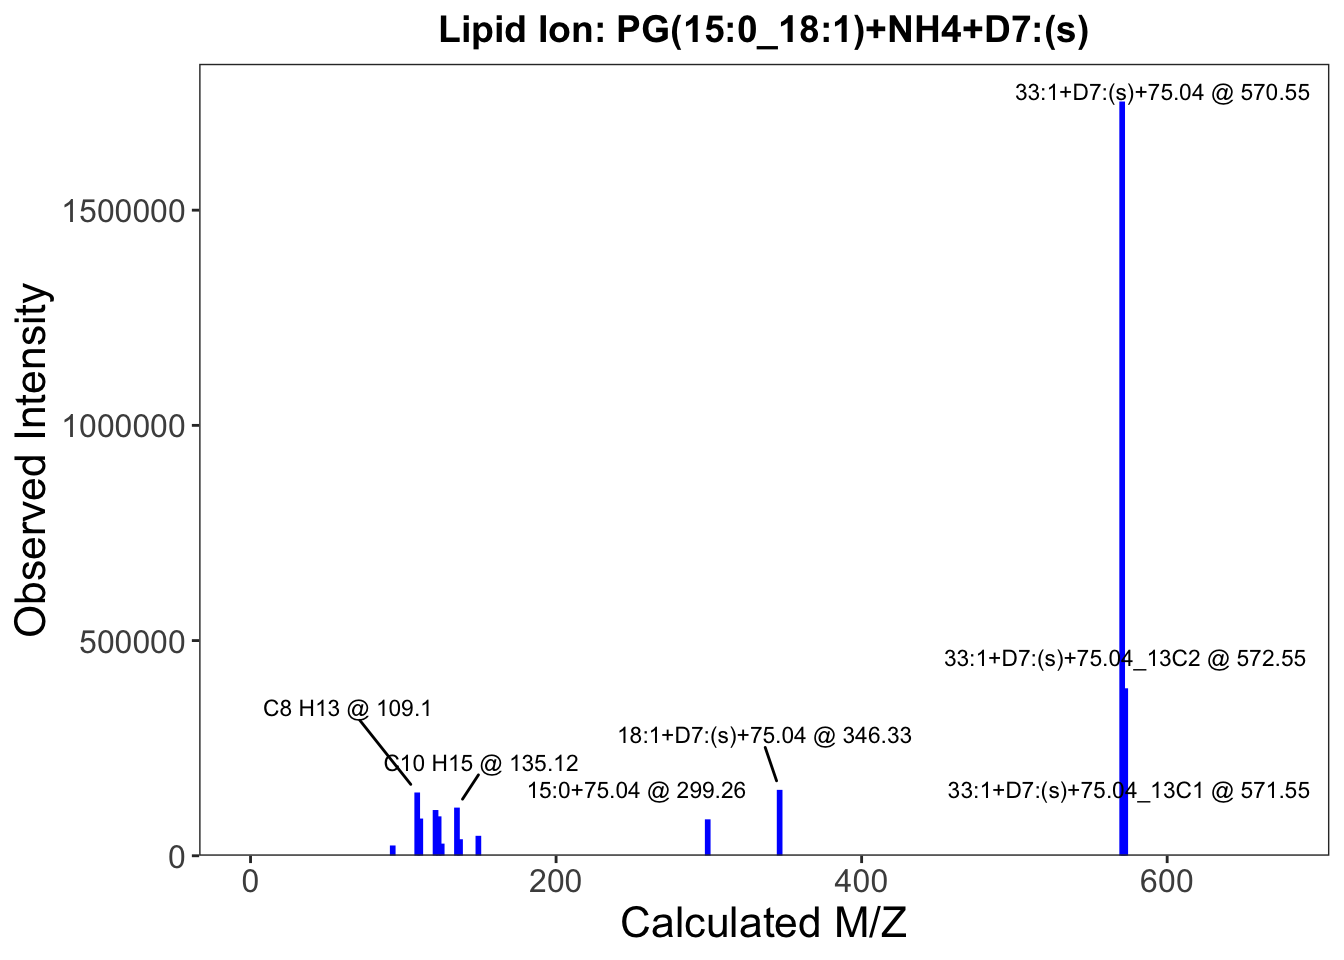 Lipid Ion: PG(15:0_18:1)+NH4+D7:(s)
33:1+D7:(s)+75.04 @ 570.55
1500000
1000000
Observed Intensity
500000
33:1+D7:(s)+75.04_13C2 @ 572.55
C8 H13 @ 109.1
18:1+D7:(s)+75.04 @ 346.33
C10 H15 @ 135.12
15:0+75.04 @ 299.26
33:1+D7:(s)+75.04_13C1 @ 571.55
0
0 200 400 600
Calculated M/Z